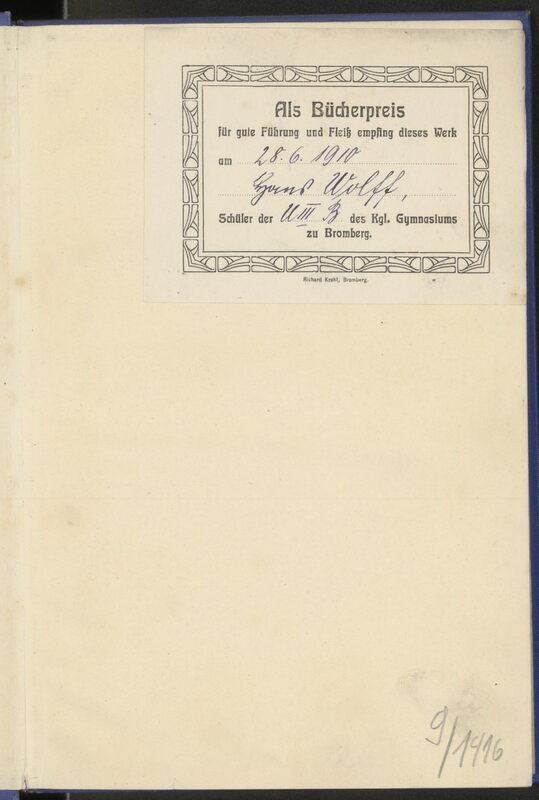 Als Bücherpreis
für gute Führung und Fleiß empfing dieses Werk
am 28. 6. 1910
Hans Wolff,
Schüler der U III B des Kgl. Gymnasiums
zu Bromberg.
Richard Krahl, Bromberg.
9/1416